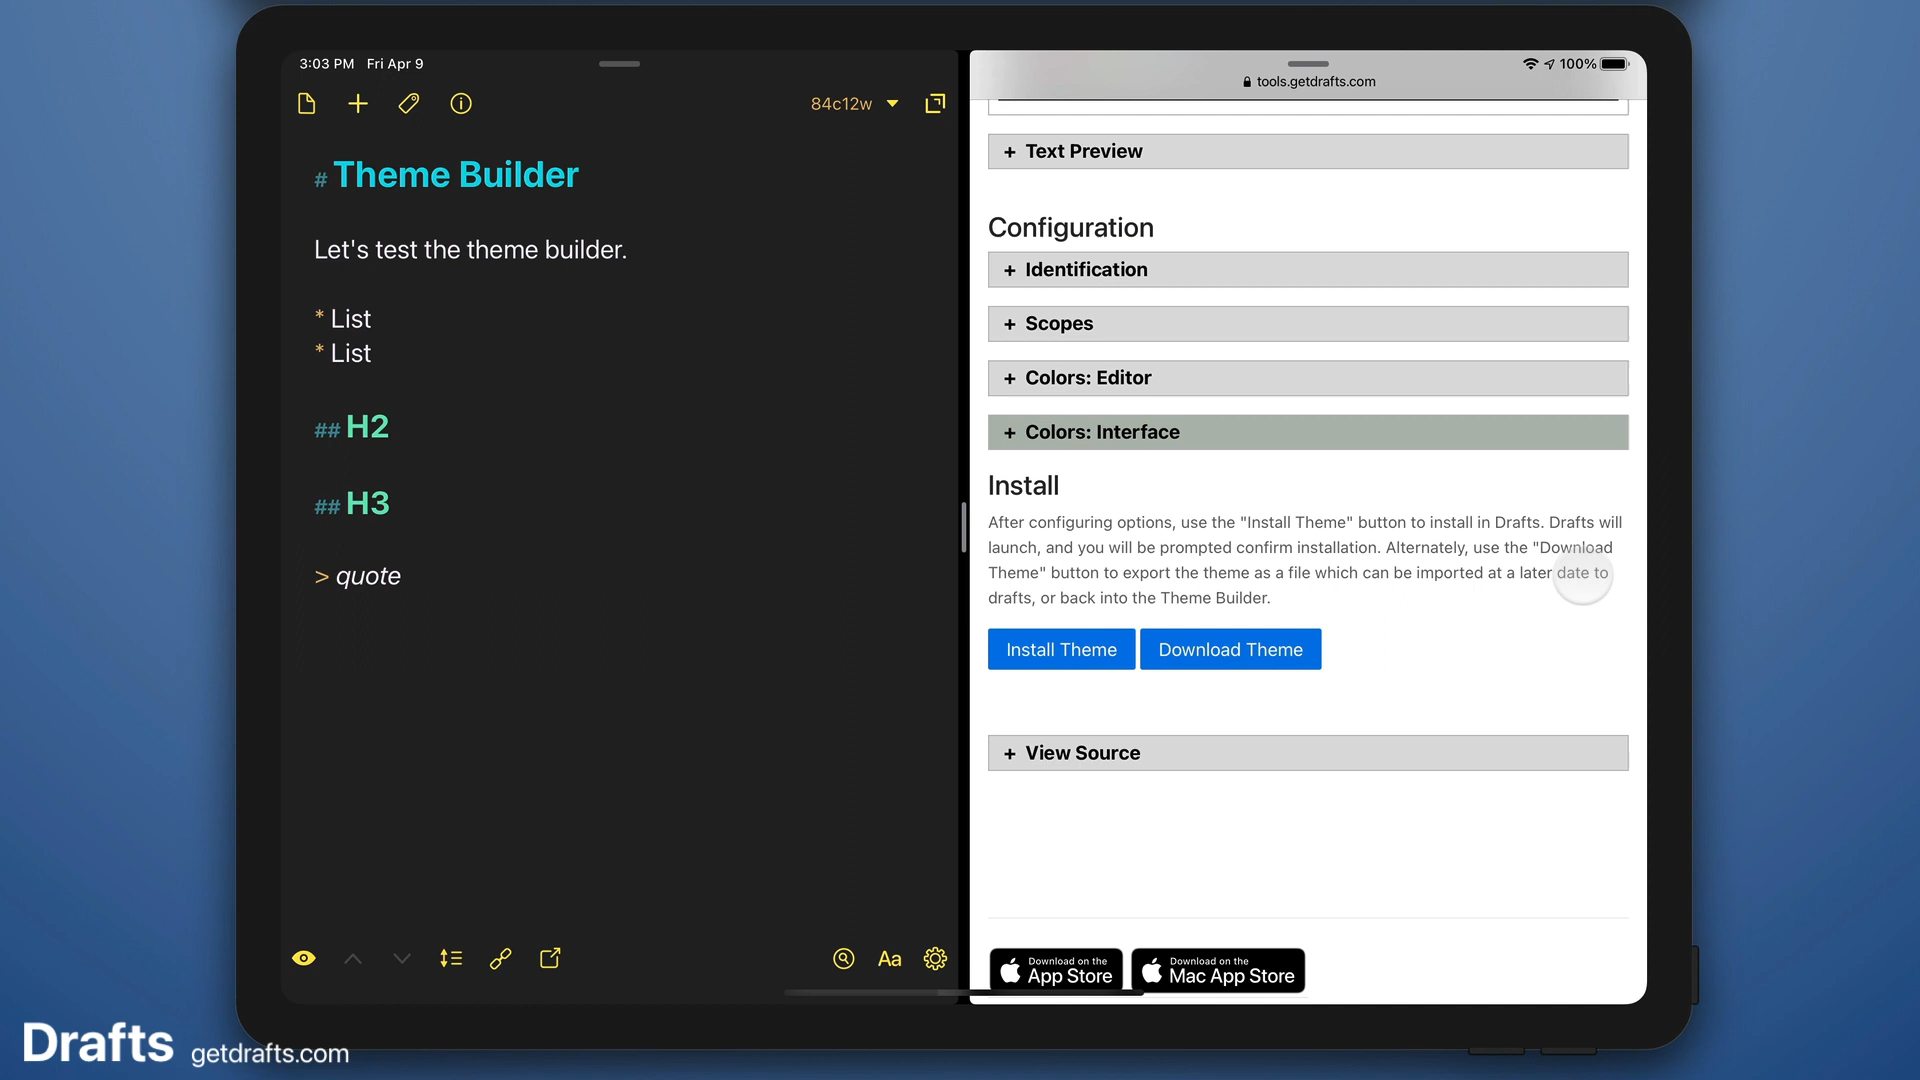 3:03 PM Fri Apr 9
84c12w
# Theme Builder
Let's test the theme builder.
* List
* List
## H2
## H3
> quote
Aa
100%
tools.getdrafts.com
+ Text Preview
Configuration
+ Identification
+ Scopes
+ Colors: Editor
+ Colors: Interface
Install
After configuring options, use the "Install Theme" button to install in Drafts. Drafts will
launch, and you will be prompted confirm installation. Alternately, use the "Download
Theme" button to export the theme as a file which can be imported at a later date to
drafts, or back into the Theme Builder.
Install Theme Download Theme
+ View Source
Download on the
App Store
Download on the
Mac App Store
Drafts getdrafts.com